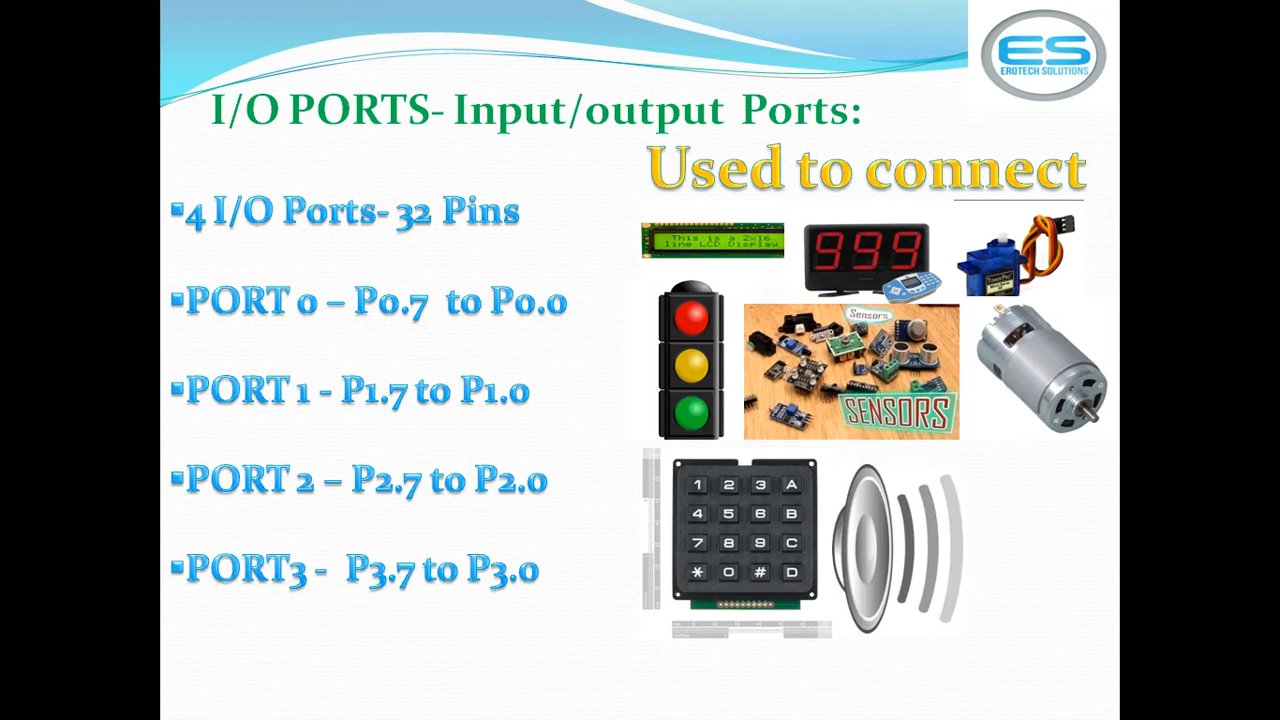 ES
EROTECH SOLUTIONS
I/O PORTS- Input/output Ports:
Used to connect
▪4 I/O Ports- 32 Pins
▪PORT 0 – P0.7 to P0.0
▪PORT 1 - P1.7 to P1.0
▪PORT 2 – P2.7 to P2.0
▪PORT3 - P3.7 to P3.0
This is a 2x16
line LCD Display
999
Sensors
SENSORS
1 2 3 A
4 5 6 B
7 8 9 C
* 0 # D